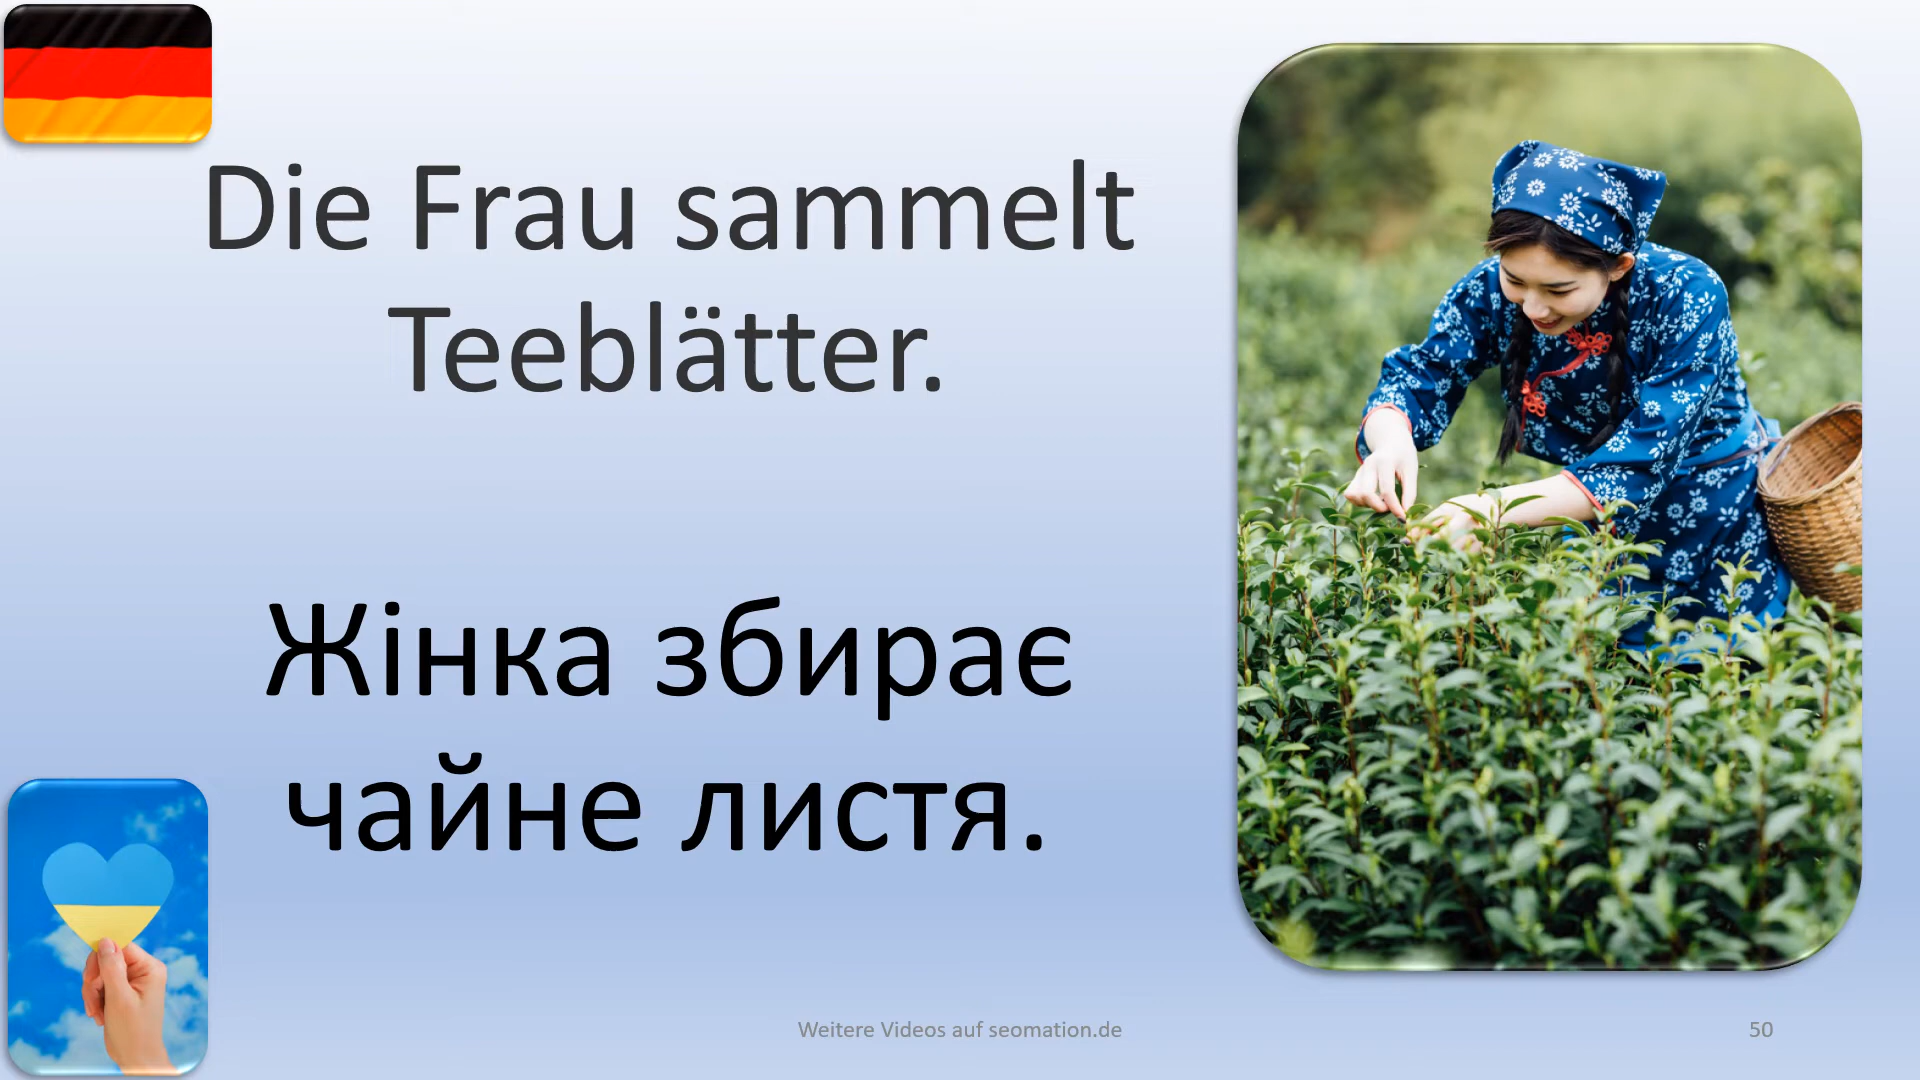 Die Frau sammelt
Teeblätter.
Жінка збирає
чайне листя.
Weitere Videos auf seomation.de
50